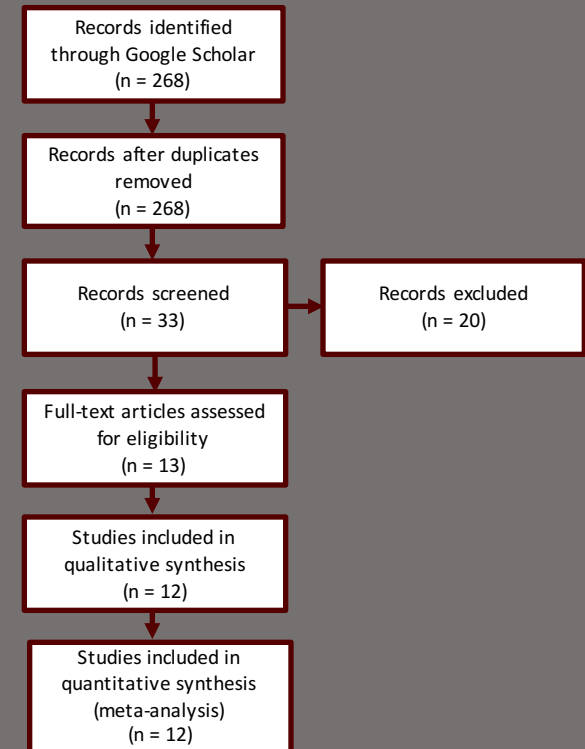 Records identified
through Google Scholar
(n = 268)
Records after duplicates
removed
(n = 268)
Records screened
(n = 33)
Records excluded
(n = 20)
Full-text articles assessed
for eligibility
(n = 13)
Studies included in
qualitative synthesis
(n = 12)
Studies included in
quantitative synthesis
(meta-analysis)
(n = 12)